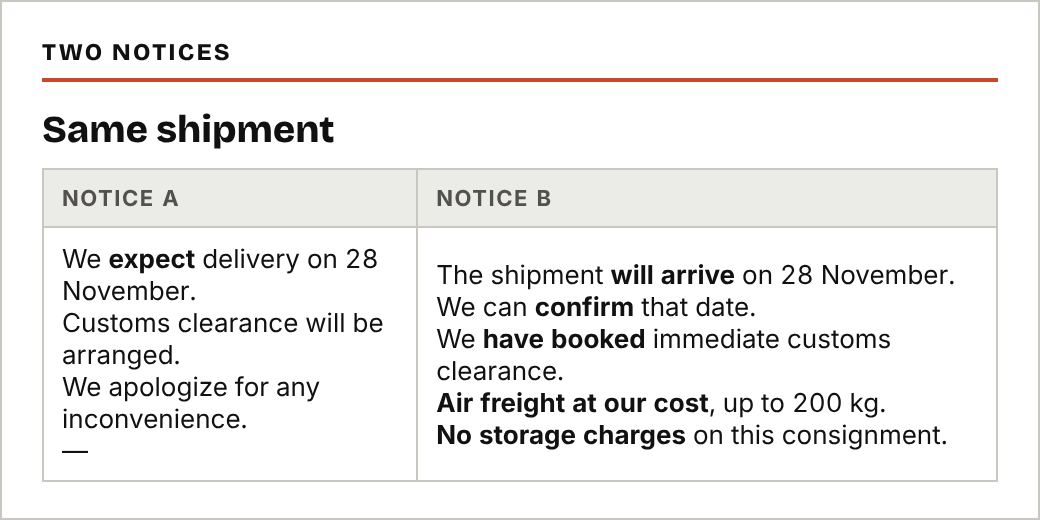 TWO NOTICES
Same shipment
NOTICE A
We expect delivery on 28
November.
Customs clearance will be
arranged.
We apologize for any
inconvenience.
—
NOTICE B
The shipment will arrive on 28 November.
We can confirm that date.
We have booked immediate customs
clearance.
Air freight at our cost, up to 200 kg.
No storage charges on this consignment.